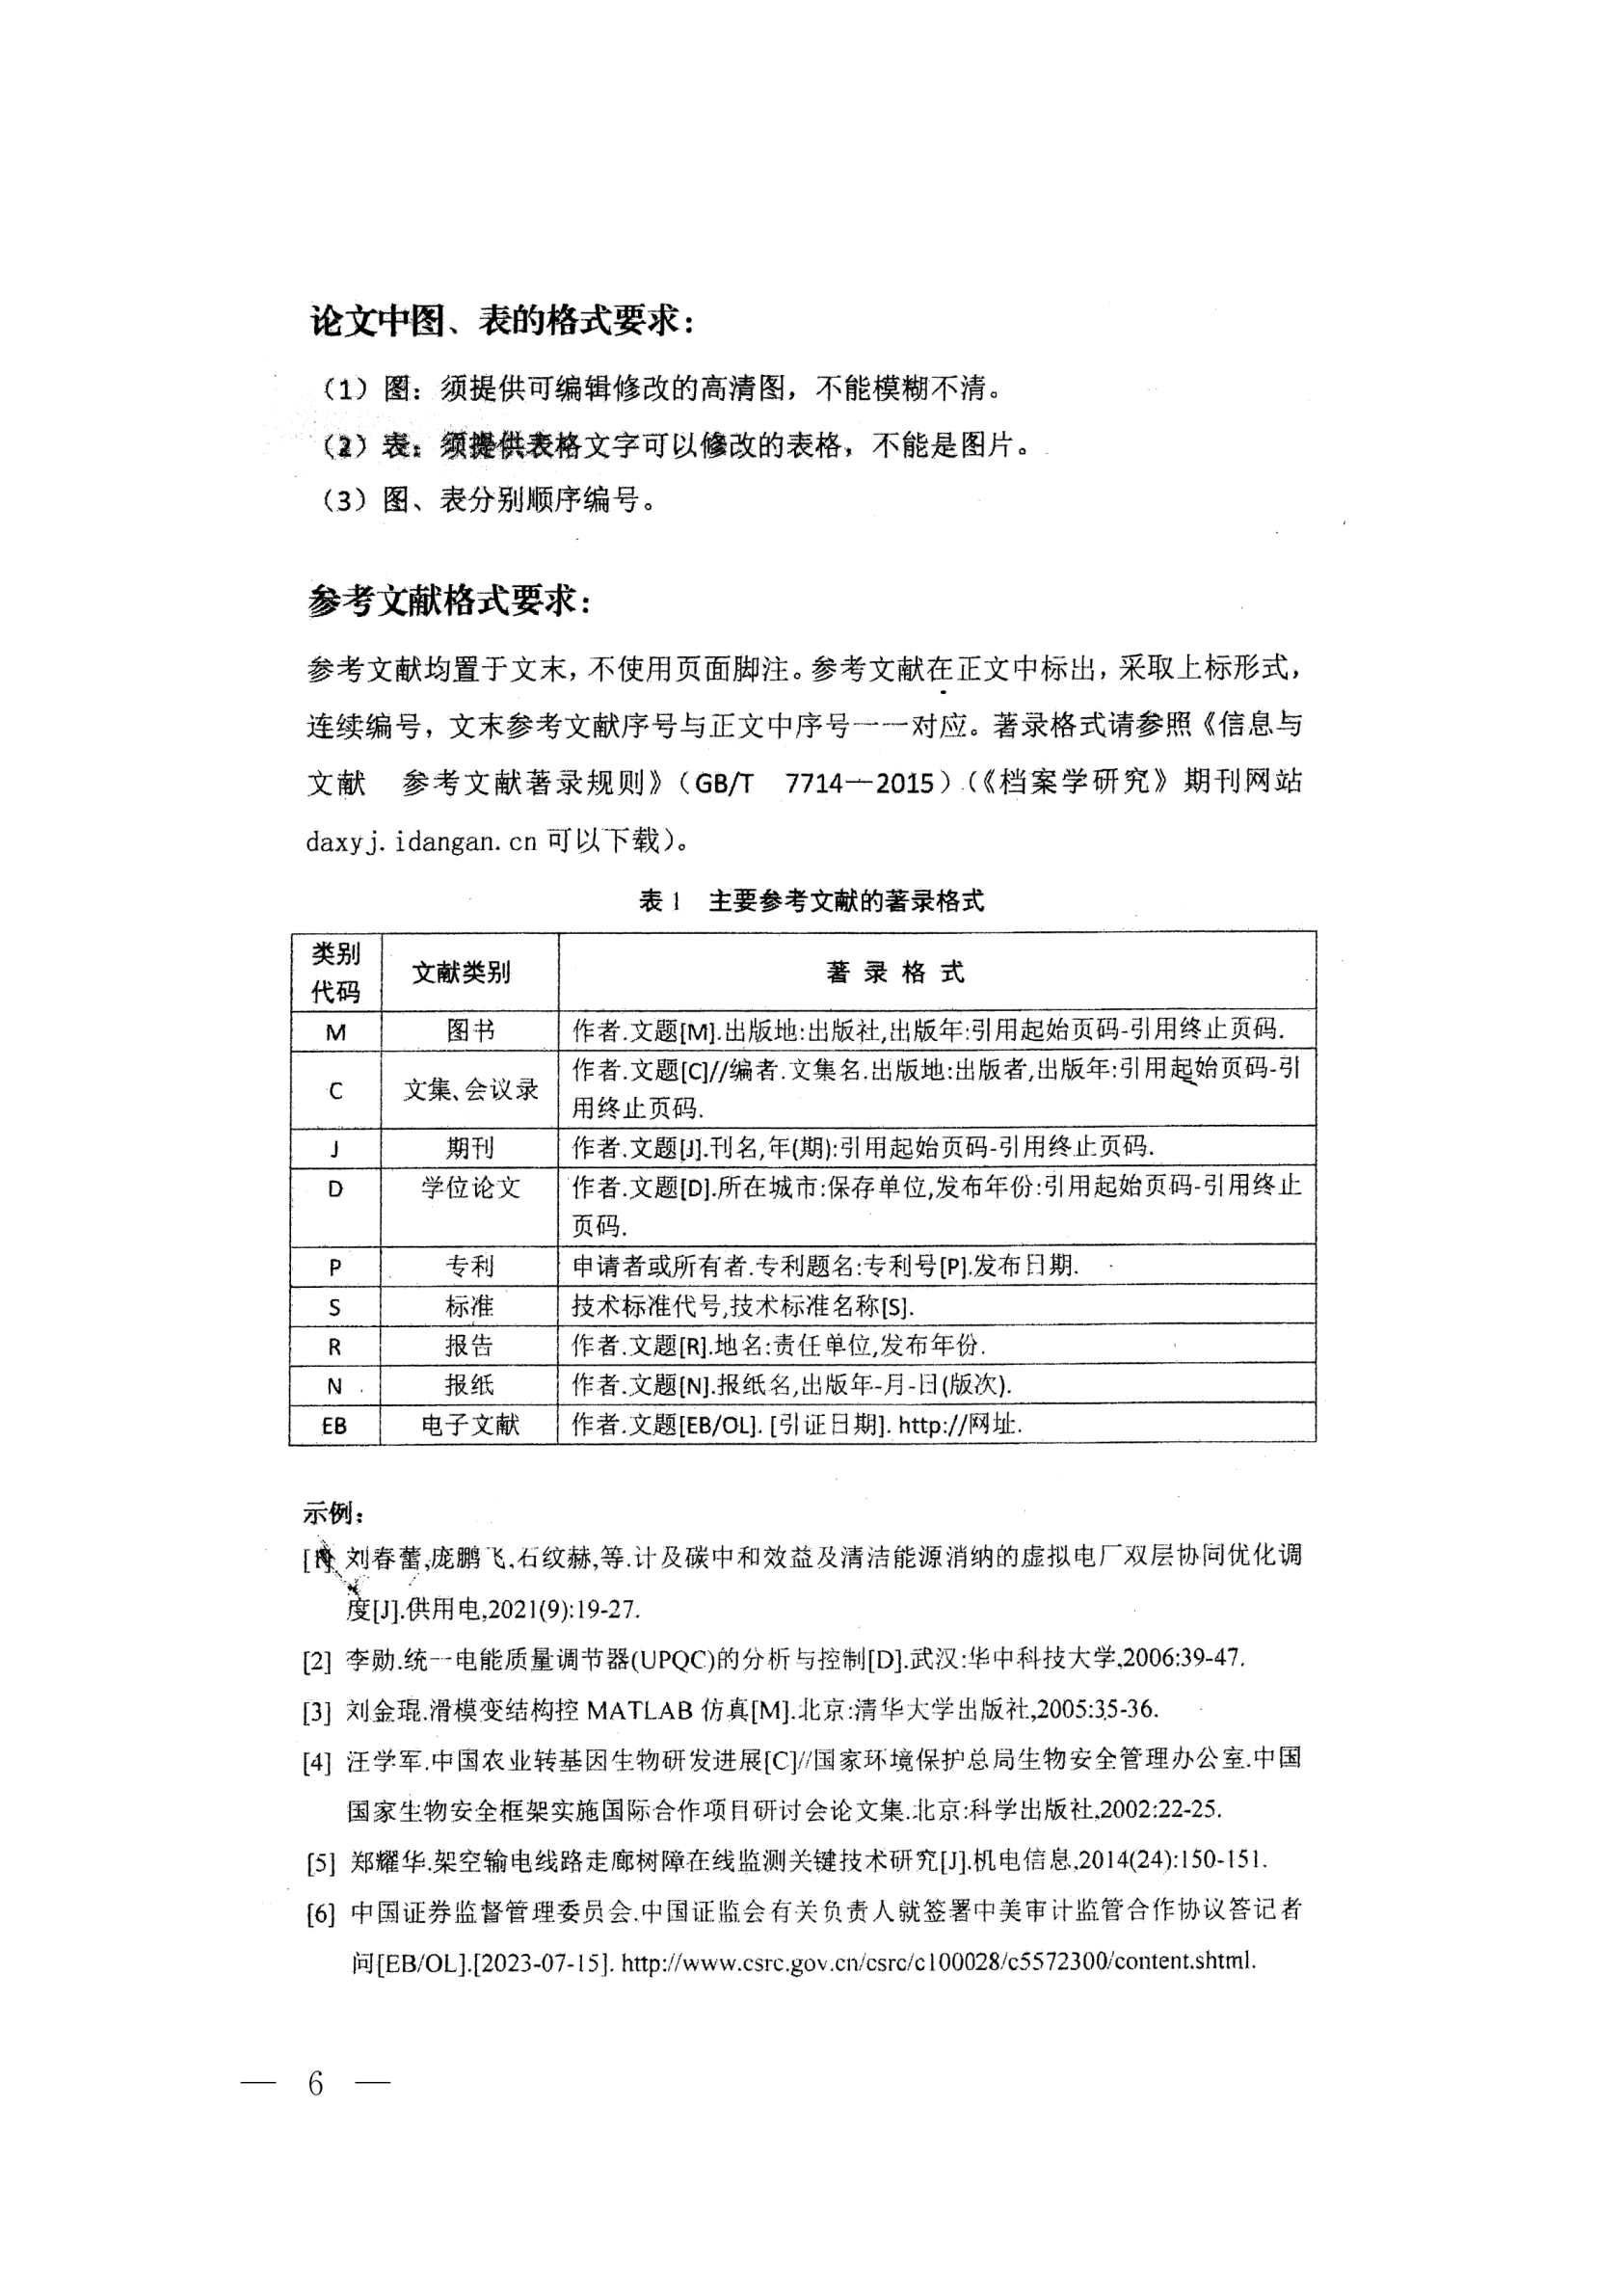 论文中图、表的格式要求：
（1）图：须提供可编辑修改的高清图，不能模糊不清。
（2）表：须提供表格文字可以修改的表格，不能是图片。
（3）图、表分别顺序编号。
参考文献格式要求：
参考文献均置于文末，不使用页面脚注。参考文献在正文中标出，采取上标形式，
连续编号，文末参考文献序号与正文中序号一一对应。著录格式请参照《信息与
文献　参考文献著录规则》（GB/T　7714—2015）（《档案学研究》期刊网站
daxyj.idangan.cn 可以下载）。
表 1　主要参考文献的著录格式
类别代码　文献类别　著 录 格 式
M　图书　作者.文题[M].出版地:出版社,出版年:引用起始页码-引用终止页码.
C　文集、会议录　作者.文题[C]//编者.文集名.出版地:出版者,出版年:引用起始页码-引
用终止页码.
J　期刊　作者.文题[J].刊名,年(期):引用起始页码-引用终止页码.
D　学位论文　作者.文题[D].所在城市:保存单位,发布年份:引用起始页码-引用终止
页码.
P　专利　申请者或所有者.专利题名:专利号[P].发布日期.
S　标准　技术标准代号,技术标准名称[S].
R　报告　作者.文题[R].地名:责任单位,发布年份.
N　报纸　作者.文题[N].报纸名,出版年-月-日(版次).
EB　电子文献　作者.文题[EB/OL]. [引证日期]. http://网址.
示例：
[1] 刘春蕾,庞鹏飞,石纹赫,等.计及碳中和效益及清洁能源消纳的虚拟电厂双层协同优化调
度[J].供用电,2021(9):19-27.
[2] 李勋.统一电能质量调节器(UPQC)的分析与控制[D].武汉:华中科技大学,2006:39-47.
[3] 刘金琨.滑模变结构控 MATLAB 仿真[M].北京:清华大学出版社,2005:35-36.
[4] 汪学军.中国农业转基因生物研发进展[C]//国家环境保护总局生物安全管理办公室.中国
国家生物安全框架实施国际合作项目研讨会论文集.北京:科学出版社,2002:22-25.
[5] 郑耀华.架空输电线路走廊树障在线监测关键技术研究[J].机电信息,2014(24):150-151.
[6] 中国证券监督管理委员会.中国证监会有关负责人就签署中美审计监管合作协议答记者
问[EB/OL].[2023-07-15]. http://www.csrc.gov.cn/csrc/c100028/c5572300/content.shtml.
— 6 —